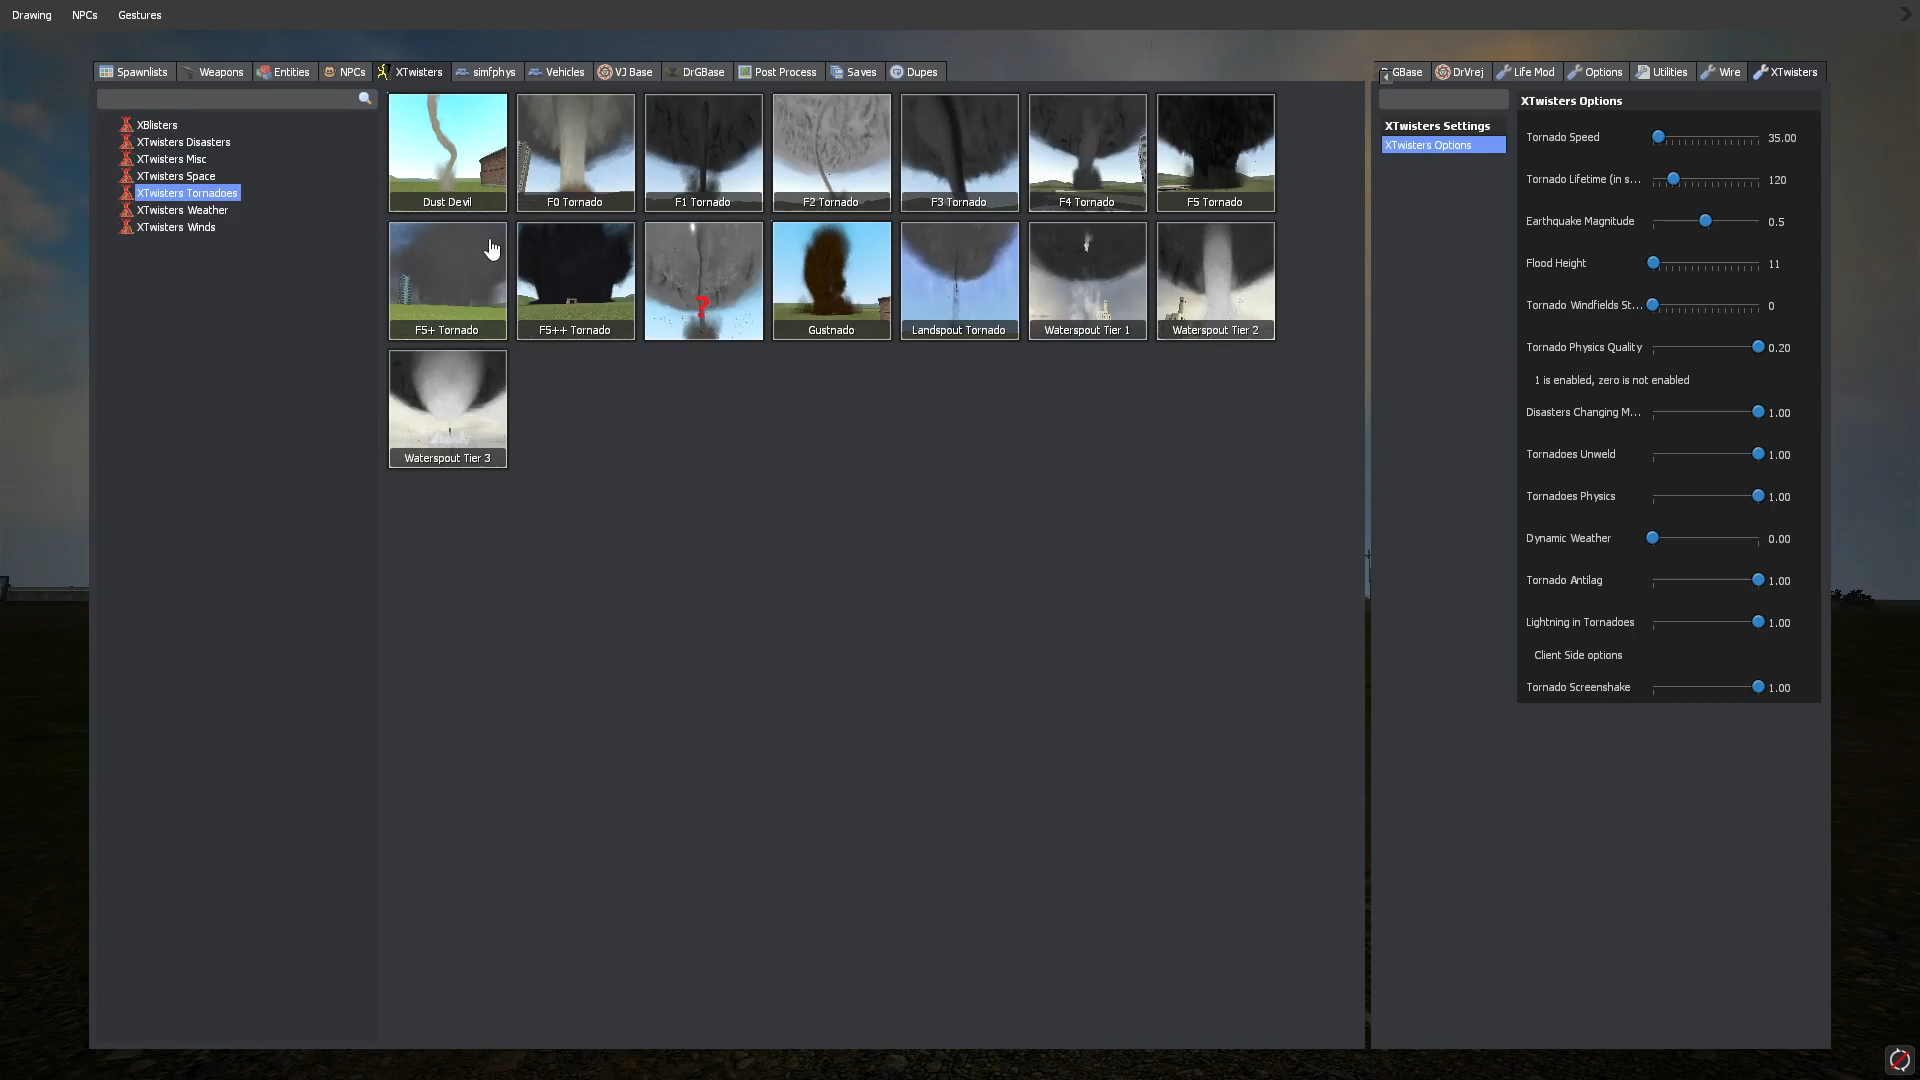 Drawing NPCs Gestures
Spawnlists Weapons Entities NPCs XTwisters simfphys Vehicles VJ Base DrGBase Post Process Saves Dupes
XBlisters
XTwisters Disasters
XTwisters Misc
XTwisters Space
XTwisters Tornadoes
XTwisters Weather
XTwisters Winds
Dust Devil F0 Tornado F1 Tornado F2 Tornado F3 Tornado F4 Tornado F5 Tornado
F5+ Tornado F5++ Tornado ? Gustnado Landspout Tornado Waterspout Tier 1 Waterspout Tier 2
Waterspout Tier 3
GBase DrVrej Life Mod Options Utilities Wire XTwisters
XTwisters Settings
XTwisters Options
XTwisters Options
Tornado Speed 35.00
Tornado Lifetime (in s... 120
Earthquake Magnitude 0.5
Flood Height 11
Tornado Windfields St... 0
Tornado Physics Quality 0.20
1 is enabled, zero is not enabled
Disasters Changing M... 1.00
Tornadoes Unweld 1.00
Tornadoes Physics 1.00
Dynamic Weather 0.00
Tornado Antilag 1.00
Lightning in Tornadoes 1.00
Client Side options
Tornado Screenshake 1.00